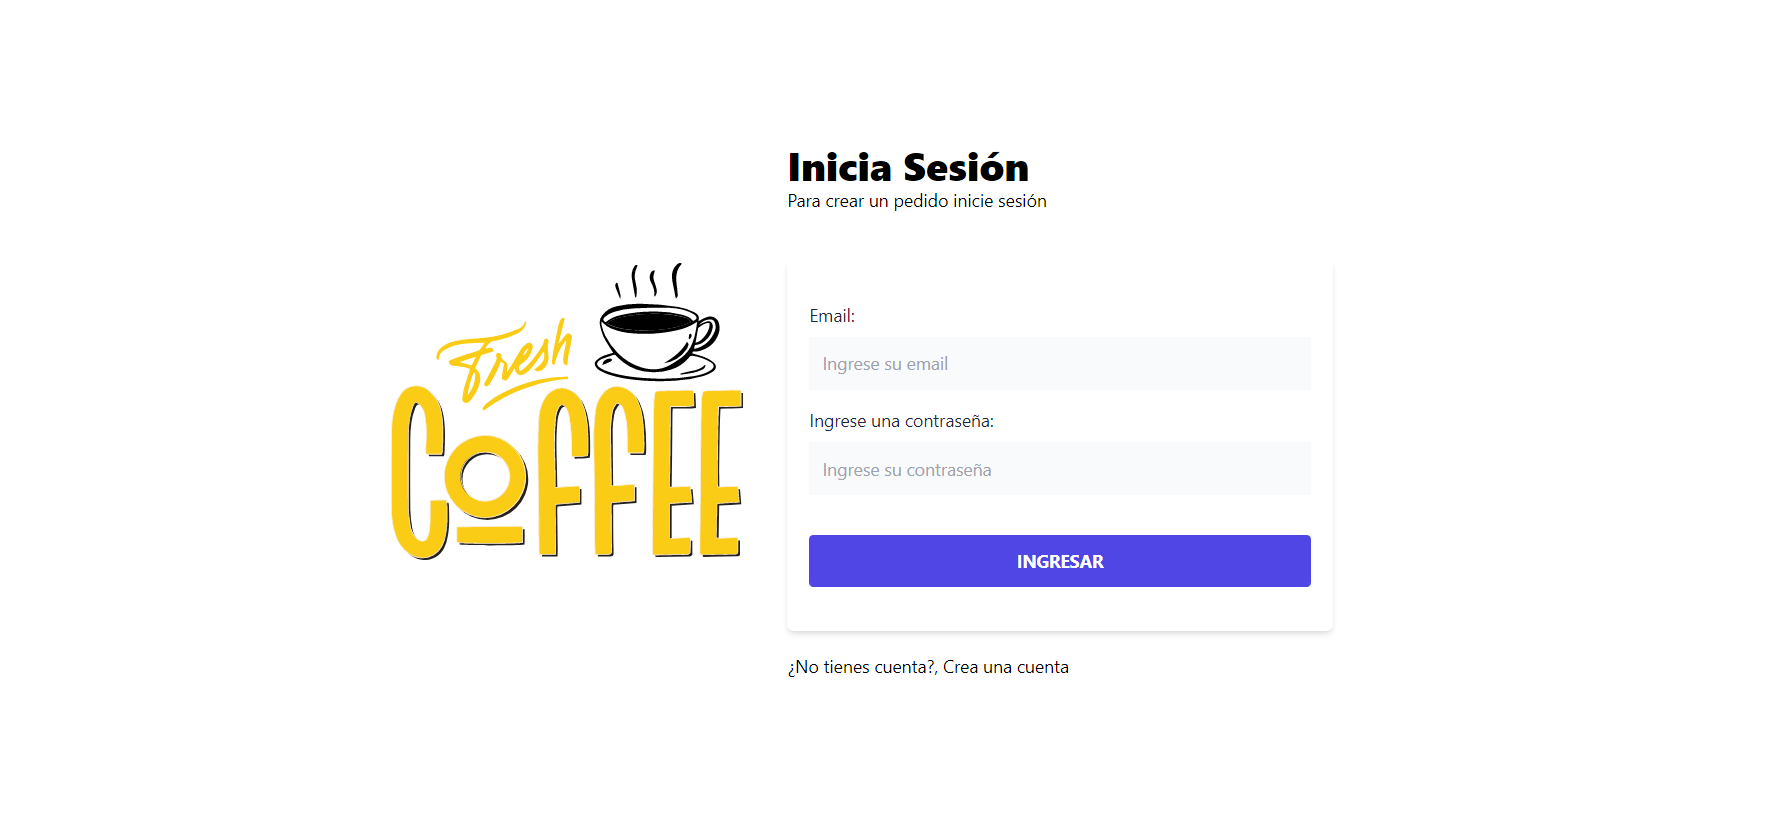 Inicia Sesión
Para crear un pedido inicie sesión
Fresh
COFFEE
Email:
Ingrese su email
Ingrese una contraseña:
Ingrese su contraseña
INGRESAR
¿No tienes cuenta?, Crea una cuenta